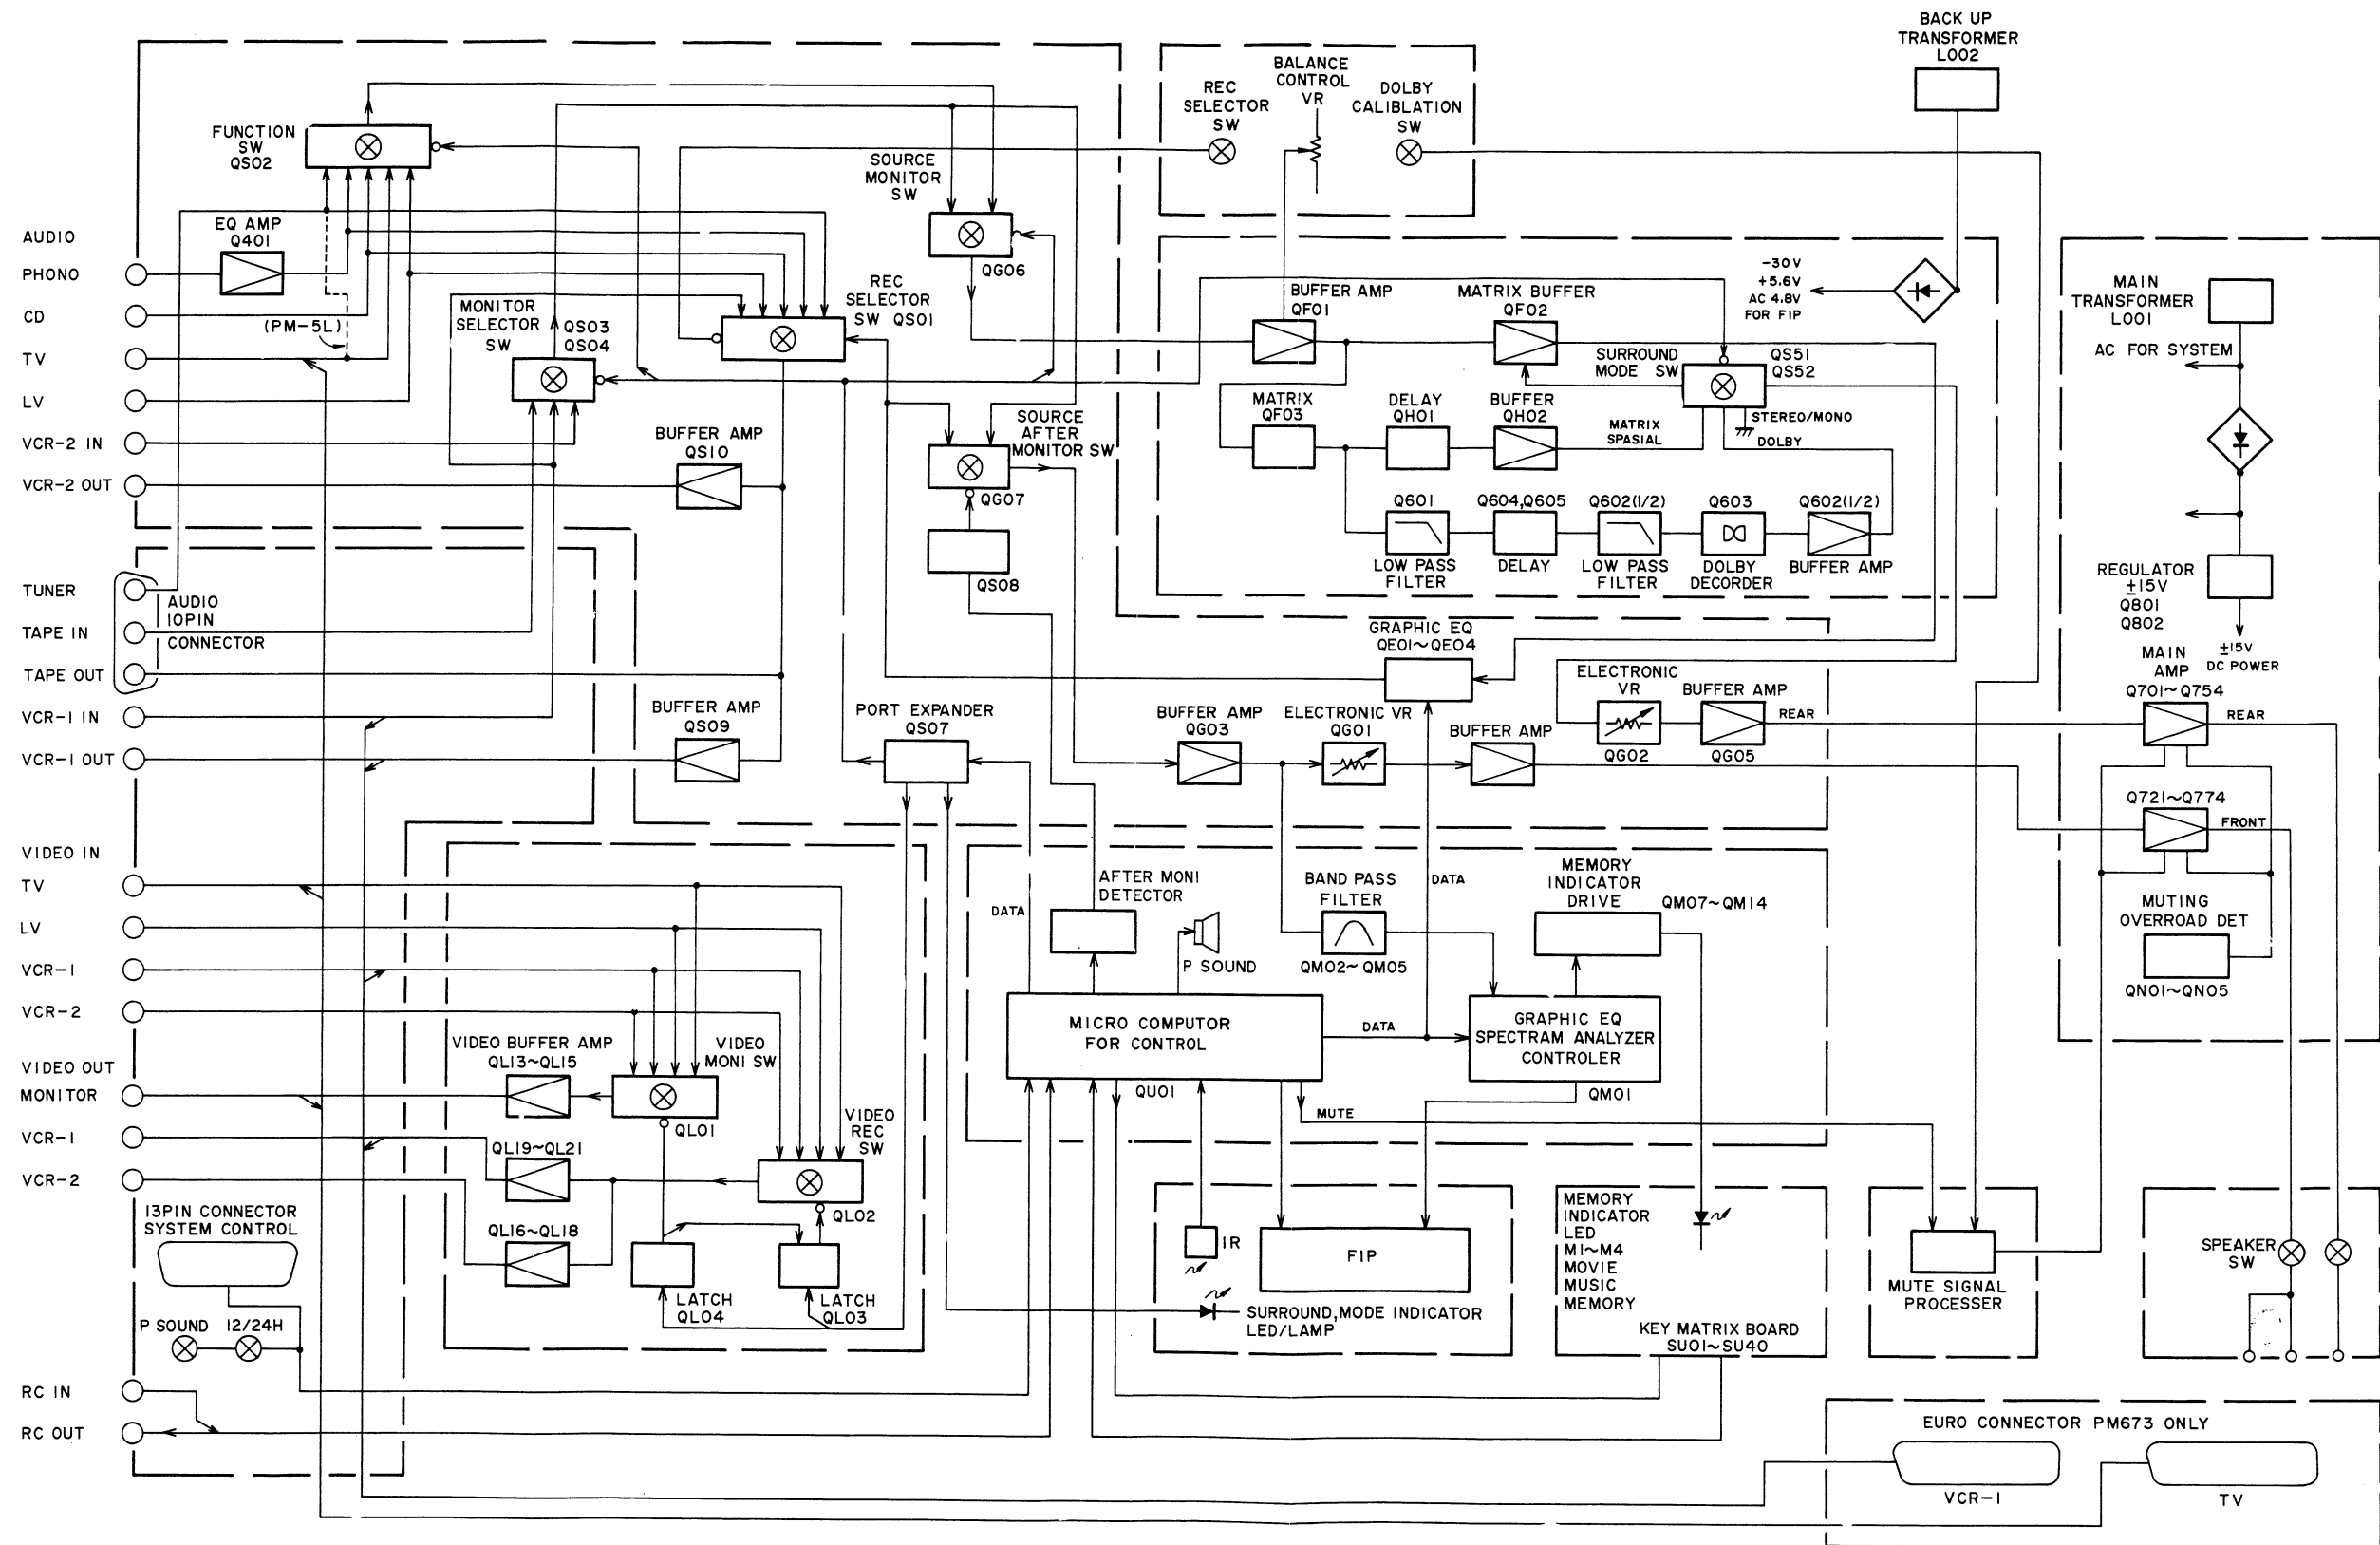 BACK UP
TRANSFORMER
L002
BALANCE
CONTROL
VR
REC
SELECTOR
SW
DOLBY
CALIBLATION
SW
FUNCTION
SW
QS02
SOURCE
MONITOR
SW
QG06
AUDIO
EQ AMP
Q401
PHONO
CD
(PM-5L)
TV
LV
VCR-2 IN
VCR-2 OUT
MONITOR
SELECTOR
SW
QS03
QS04
REC
SELECTOR
SW QS01
BUFFER AMP
QS10
SOURCE
AFTER
MONITOR SW
QG07
QS08
BUFFER AMP
QF01
MATRIX BUFFER
QF02
-30V
+5.6V
AC 4.8V
FOR FIP
SURROUND
MODE SW
QS51
QS52
MATRIX
QF03
DELAY
QH01
BUFFER
QH02
MATRIX
SPASIAL
STEREO/MONO
DOLBY
Q601
LOW PASS
FILTER
Q604,Q605
DELAY
Q602(1/2)
LOW PASS
FILTER
Q603
DOLBY
DECORDER
Q602(1/2)
BUFFER AMP
MAIN
TRANSFORMER
L001
AC FOR SYSTEM
REGULATOR
±15V
Q801
Q802
±15V
DC POWER
MAIN
AMP
Q701~Q754
REAR
Q721~Q774
FRONT
MUTING
OVERROAD DET
QN01~QN05
TUNER
TAPE IN
TAPE OUT
AUDIO
10PIN
CONNECTOR
VCR-1 IN
VCR-1 OUT
BUFFER AMP
QS09
PORT EXPANDER
QS07
GRAPHIC EQ
QE01~QE04
BUFFER AMP
QG03
ELECTRONIC VR
QG01
BUFFER AMP
ELECTRONIC
VR
QG02
BUFFER AMP
QG05
REAR
VIDEO IN
TV
LV
VCR-1
VCR-2
VIDEO OUT
MONITOR
VCR-1
VCR-2
VIDEO BUFFER AMP
QL13~QL15
VIDEO
MONI SW
QL01
QL19~QL21
VIDEO
REC
SW
QL02
QL16~QL18
LATCH
QL04
LATCH
QL03
DATA
AFTER MONI
DETECTOR
P SOUND
BAND PASS
FILTER
QM02~QM05
DATA
MEMORY
INDICATOR
DRIVE
QM07~QM14
MICRO COMPUTOR
FOR CONTROL
QU01
DATA
GRAPHIC EQ
SPECTRAM ANALYZER
CONTROLER
QM01
MUTE
13PIN CONNECTOR
SYSTEM CONTROL
P SOUND
12/24H
RC IN
RC OUT
IR
FIP
SURROUND,MODE INDICATOR
LED/LAMP
MEMORY
INDICATOR
LED
M1~M4
MOVIE
MUSIC
MEMORY
KEY MATRIX BOARD
SU01~SU40
MUTE SIGNAL
PROCESSER
SPEAKER
SW
EURO CONNECTOR PM673 ONLY
VCR-1
TV